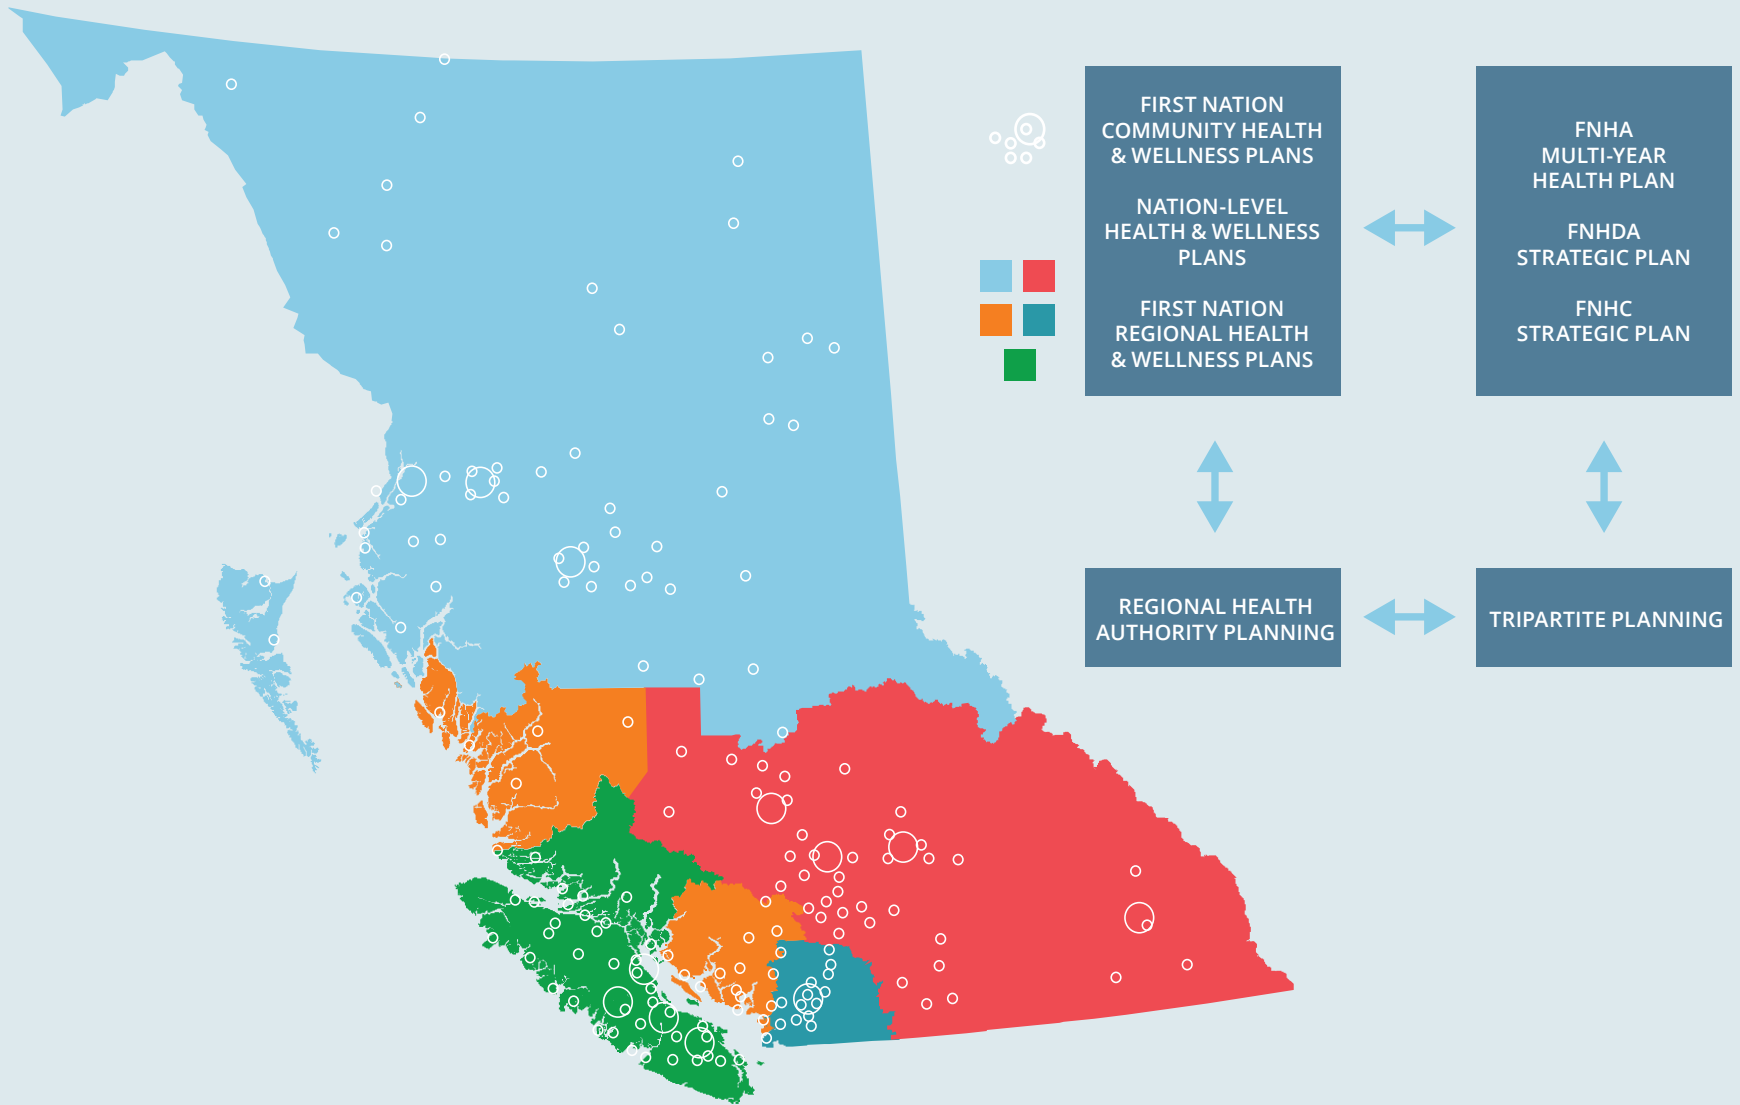 FIRST NATION
COMMUNITY HEALTH
& WELLNESS PLANS
NATION-LEVEL
HEALTH & WELLNESS
PLANS
FIRST NATION
REGIONAL HEALTH
& WELLNESS PLANS
FNHA
MULTI-YEAR
HEALTH PLAN
FNHDA
STRATEGIC PLAN
FNHC
STRATEGIC PLAN
REGIONAL HEALTH
AUTHORITY PLANNING
TRIPARTITE PLANNING